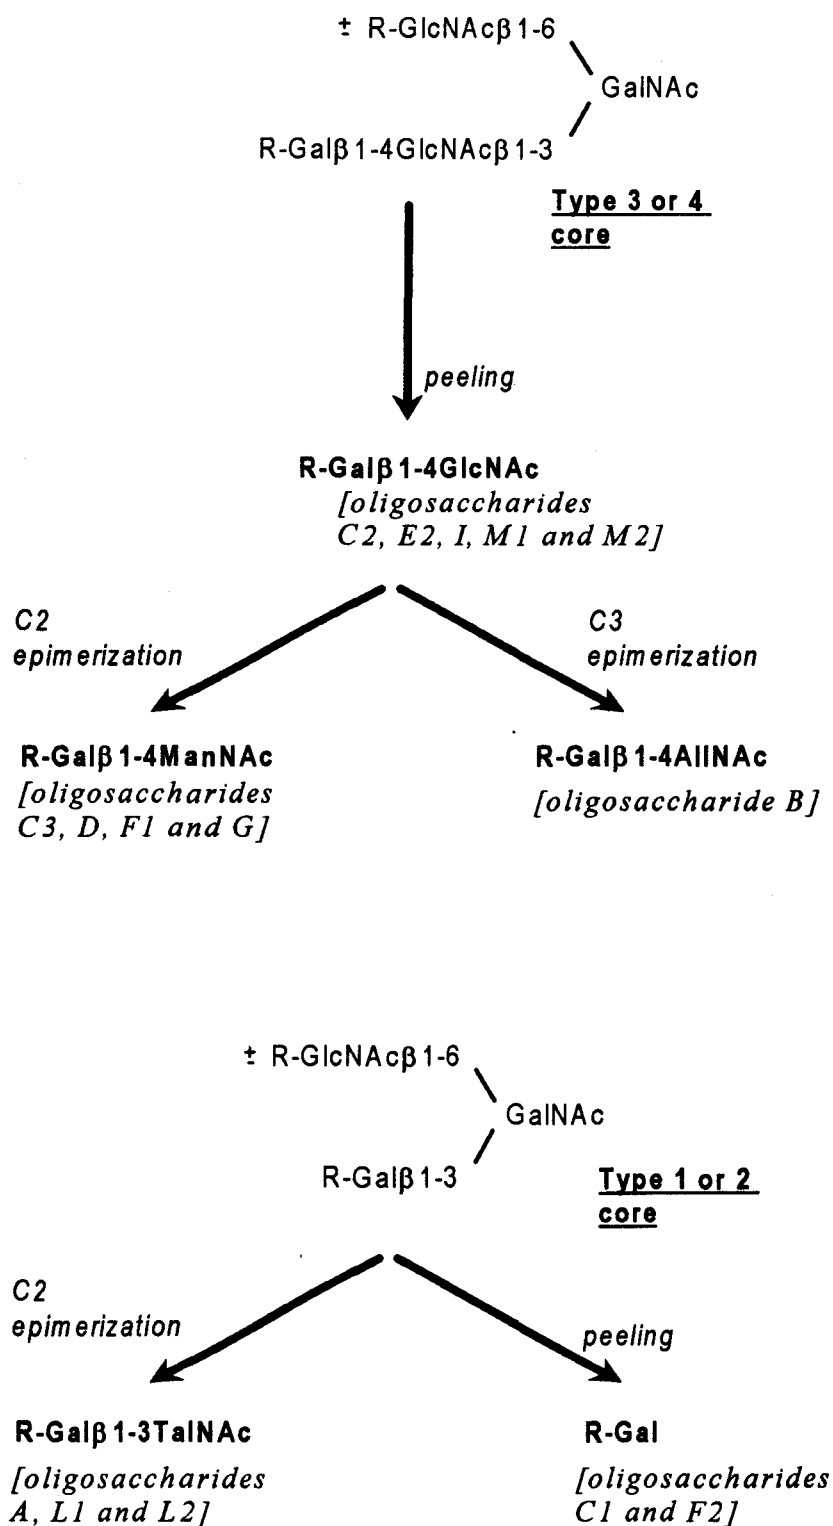 ± R-GlcNAcβ1-6
GalNAc
R-Galβ1-4GlcNAcβ1-3
Type 3 or 4
core
peeling
R-Galβ1-4GlcNAc
[oligosaccharides
C2, E2, I, M1 and M2]
C2
epimerization
C3
epimerization
R-Galβ1-4ManNAc
[oligosaccharides
C3, D, F1 and G]
R-Galβ1-4AllNAc
[oligosaccharide B]
± R-GlcNAcβ1-6
GalNAc
R-Galβ1-3
Type 1 or 2
core
C2
epimerization
peeling
R-Galβ1-3TalNAc
[oligosaccharides
A, L1 and L2]
R-Gal
[oligosaccharides
C1 and F2]